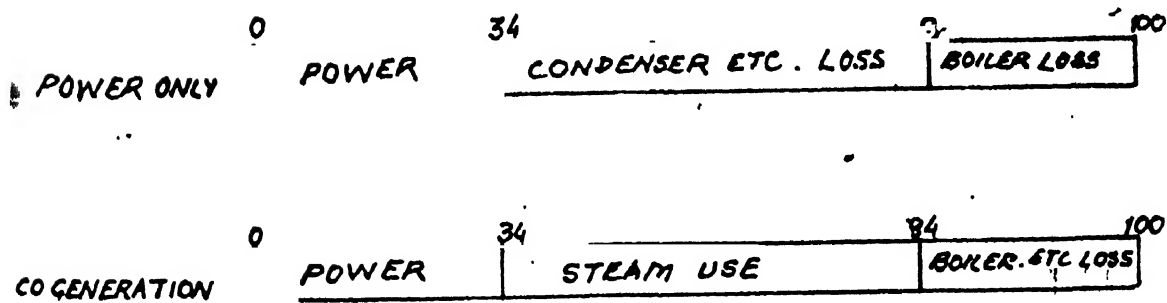 0 34 100
POWER ONLY POWER CONDENSER ETC. LOSS BOILER LOSS
0 34 84 100
CO GENERATION POWER STEAM USE BOILER. ETC LOSS